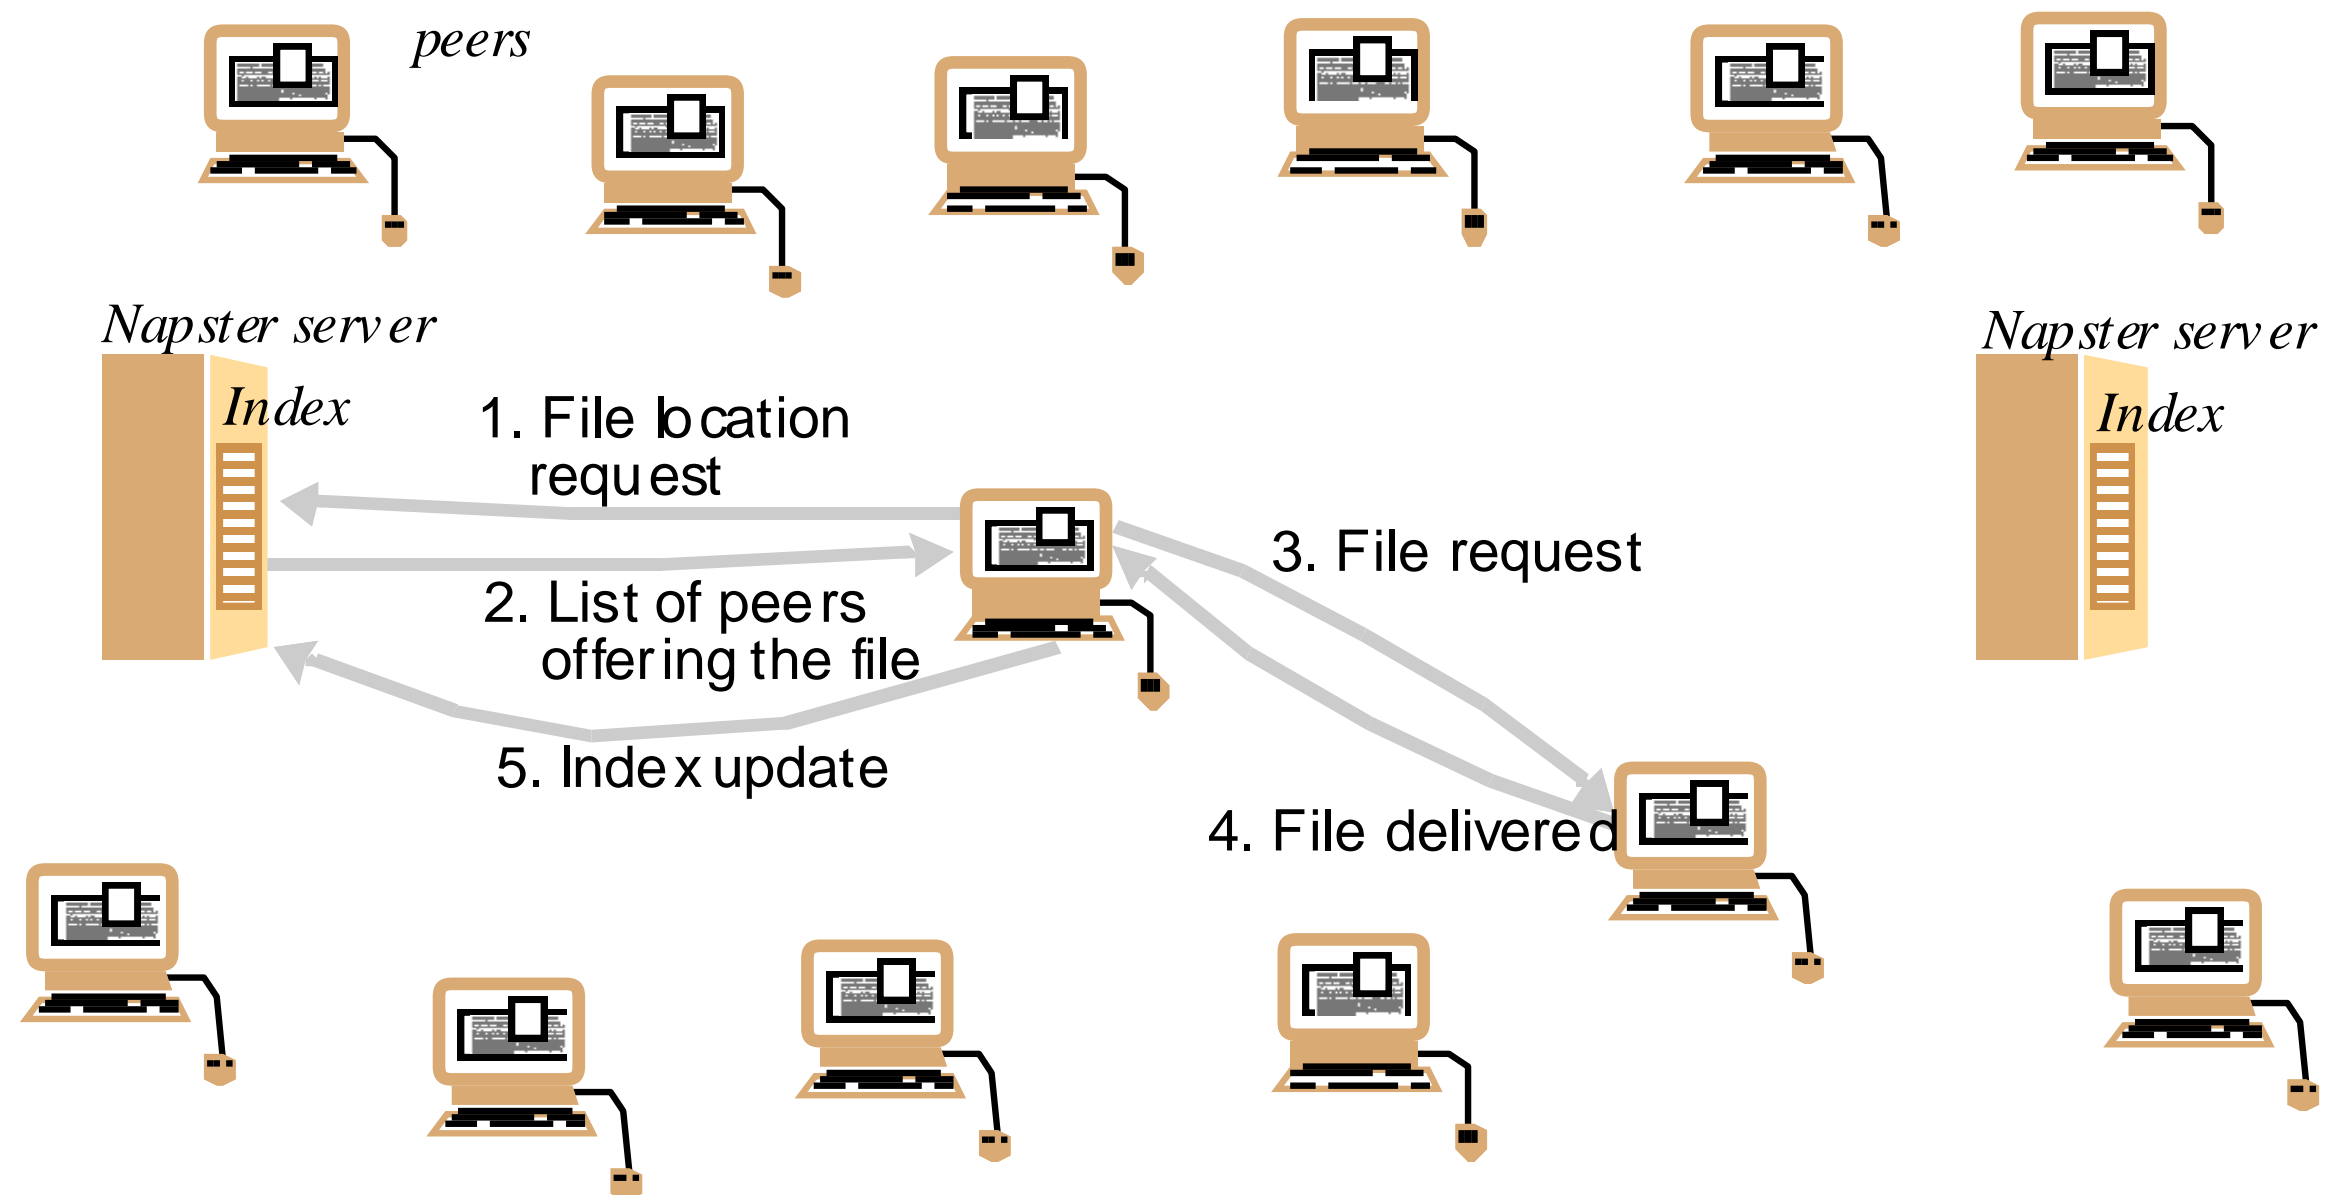 peers
Napster server
Index
Napster server
Index
1. File location
request
2. List of peers
offering the file
3. File request
4. File delivered
5. Index update